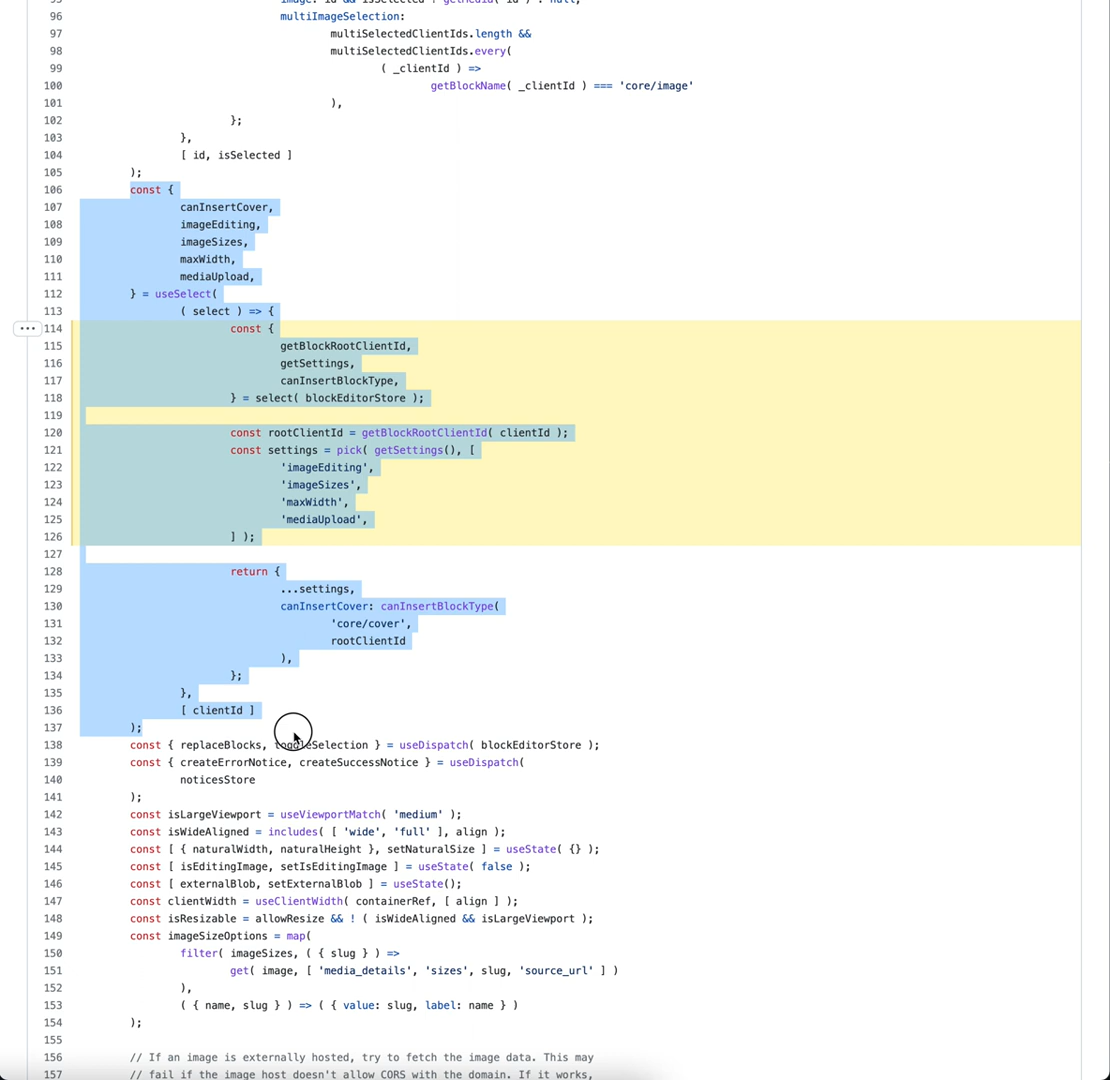 95 image: id && isSelected ? getMedia( id ) : null,
96 multiImageSelection:
97 multiSelectedClientIds.length &&
98 multiSelectedClientIds.every(
99 ( _clientId ) =>
100 getBlockName( _clientId ) === 'core/image'
101 ),
102 };
103 },
104 [ id, isSelected ]
105 );
106 const {
107 canInsertCover,
108 imageEditing,
109 imageSizes,
110 maxWidth,
111 mediaUpload,
112 } = useSelect(
113 ( select ) => {
114 const {
115 getBlockRootClientId,
116 getSettings,
117 canInsertBlockType,
118 } = select( blockEditorStore );
119
120 const rootClientId = getBlockRootClientId( clientId );
121 const settings = pick( getSettings(), [
122 'imageEditing',
123 'imageSizes',
124 'maxWidth',
125 'mediaUpload',
126 ] );
127
128 return {
129 ...settings,
130 canInsertCover: canInsertBlockType(
131 'core/cover',
132 rootClientId
133 ),
134 };
135 },
136 [ clientId ]
137 );
138 const { replaceBlocks, toggleSelection } = useDispatch( blockEditorStore );
139 const { createErrorNotice, createSuccessNotice } = useDispatch(
140 noticesStore
141 );
142 const isLargeViewport = useViewportMatch( 'medium' );
143 const isWideAligned = includes( [ 'wide', 'full' ], align );
144 const [ { naturalWidth, naturalHeight }, setNaturalSize ] = useState( {} );
145 const [ isEditingImage, setIsEditingImage ] = useState( false );
146 const [ externalBlob, setExternalBlob ] = useState();
147 const clientWidth = useClientWidth( containerRef, [ align ] );
148 const isResizable = allowResize && ! ( isWideAligned && isLargeViewport );
149 const imageSizeOptions = map(
150 filter( imageSizes, ( { slug } ) =>
151 get( image, [ 'media_details', 'sizes', slug, 'source_url' ] )
152 ),
153 ( { name, slug } ) => ( { value: slug, label: name } )
154 );
155
156 // If an image is externally hosted, try to fetch the image data. This may
157 // fail if the image host doesn't allow CORS with the domain. If it works,